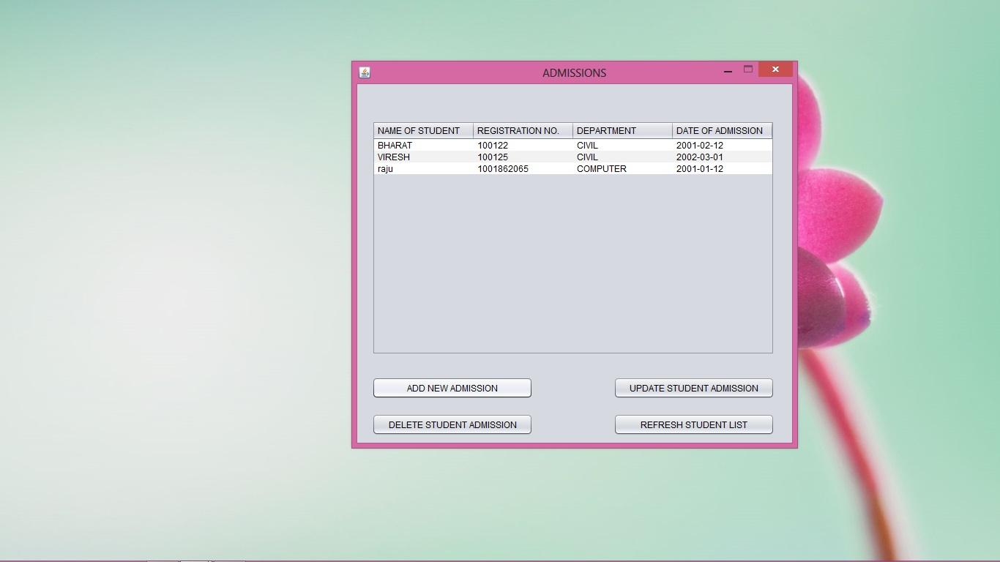 ADMISSIONS
NAME OF STUDENT REGISTRATION NO. DEPARTMENT DATE OF ADMISSION
BHARAT 100122 CIVIL 2001-02-12
VIRESH 100125 CIVIL 2002-03-01
raju 1001862065 COMPUTER 2001-01-12
ADD NEW ADMISSION UPDATE STUDENT ADMISSION
DELETE STUDENT ADMISSION REFRESH STUDENT LIST